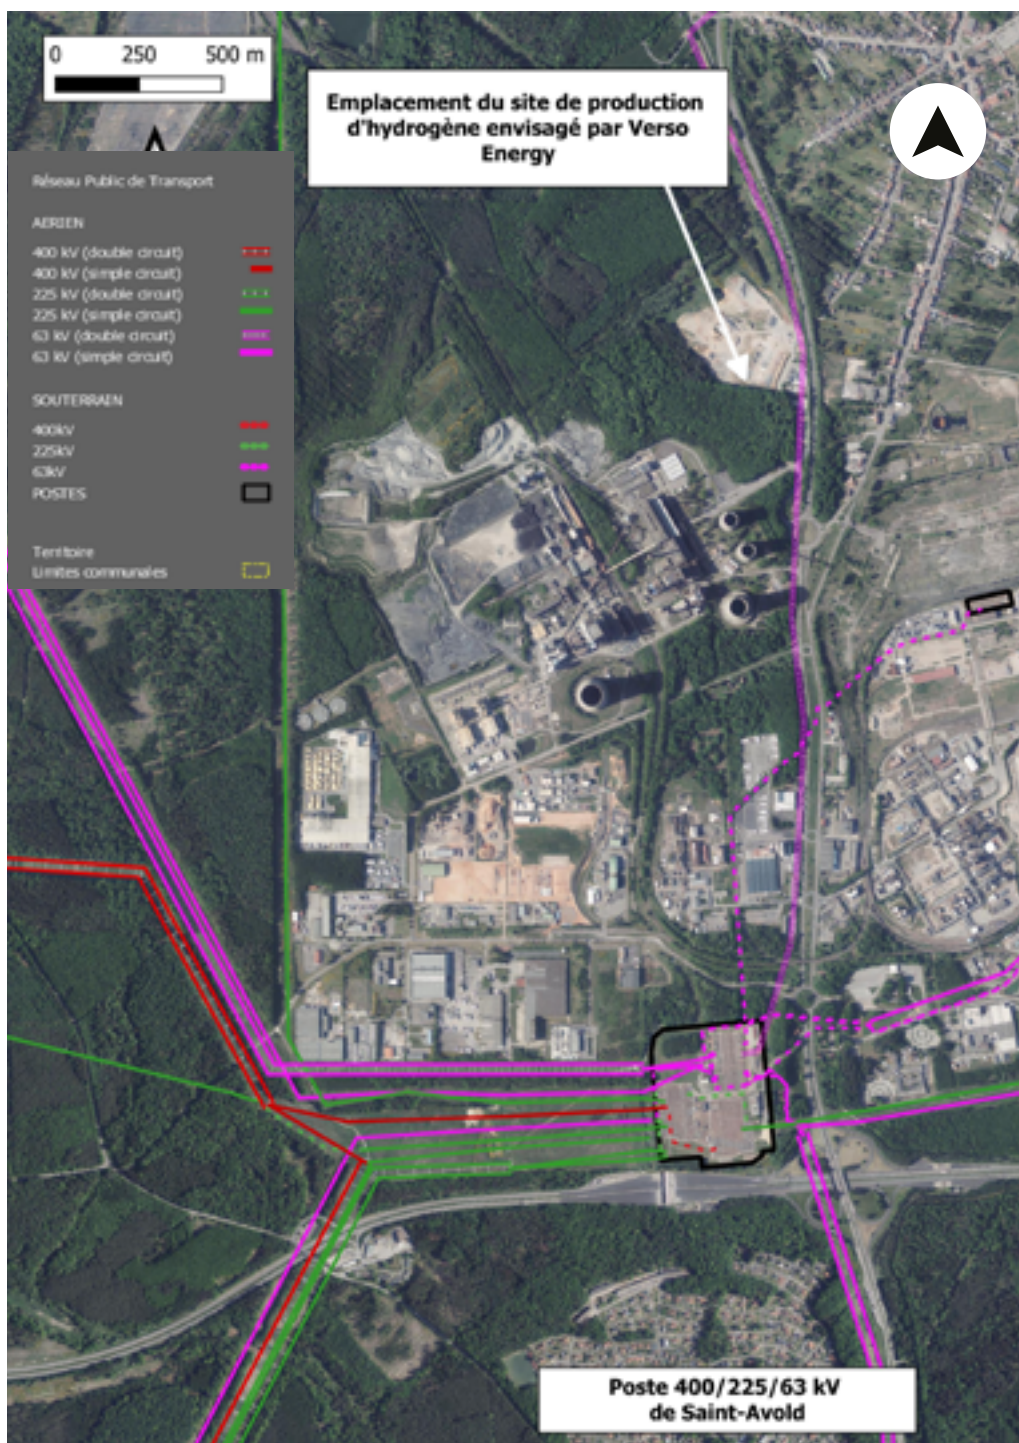 0 250 500 m
Emplacement du site de production
d'hydrogène envisagé par Verso
Energy
Réseau Public de Transport
AERIEN
400 kV (double circuit)
400 kV (simple circuit)
225 kV (double circuit)
225 kV (simple circuit)
63 kV (double circuit)
63 kV (simple circuit)
SOUTERRAIN
400kV
225kV
63kV
POSTES
Territoire
Limites communales
Poste 400/225/63 kV
de Saint-Avold